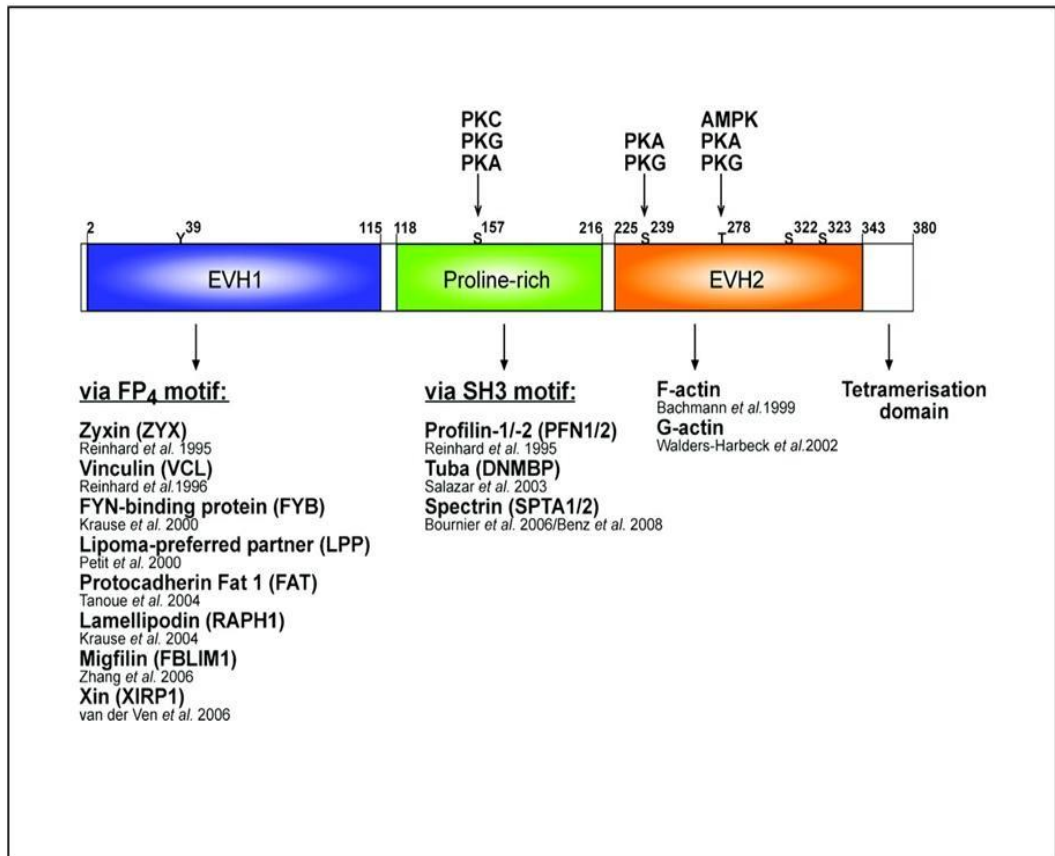 PKC
PKG
PKA
PKA
PKG
AMPK
PKA
PKG
2 Y39 115 118 S157 216 225 S239 T278 S322 S323 343 380
EVH1
Proline-rich
EVH2
via FP4 motif:
Zyxin (ZYX)
Reinhard et al. 1995
Vinculin (VCL)
Reinhard et al.1996
FYN-binding protein (FYB)
Krause et al. 2000
Lipoma-preferred partner (LPP)
Petit et al. 2000
Protocadherin Fat 1 (FAT)
Tanoue et al. 2004
Lamellipodin (RAPH1)
Krause et al. 2004
Migfilin (FBLIM1)
Zhang et al. 2006
Xin (XIRP1)
van der Ven et al. 2006
via SH3 motif:
Profilin-1/-2 (PFN1/2)
Reinhard et al. 1995
Tuba (DNMBP)
Salazar et al. 2003
Spectrin (SPTA1/2)
Bournier et al. 2006/Benz et al. 2008
F-actin
Bachmann et al.1999
G-actin
Walders-Harbeck et al.2002
Tetramerisation
domain